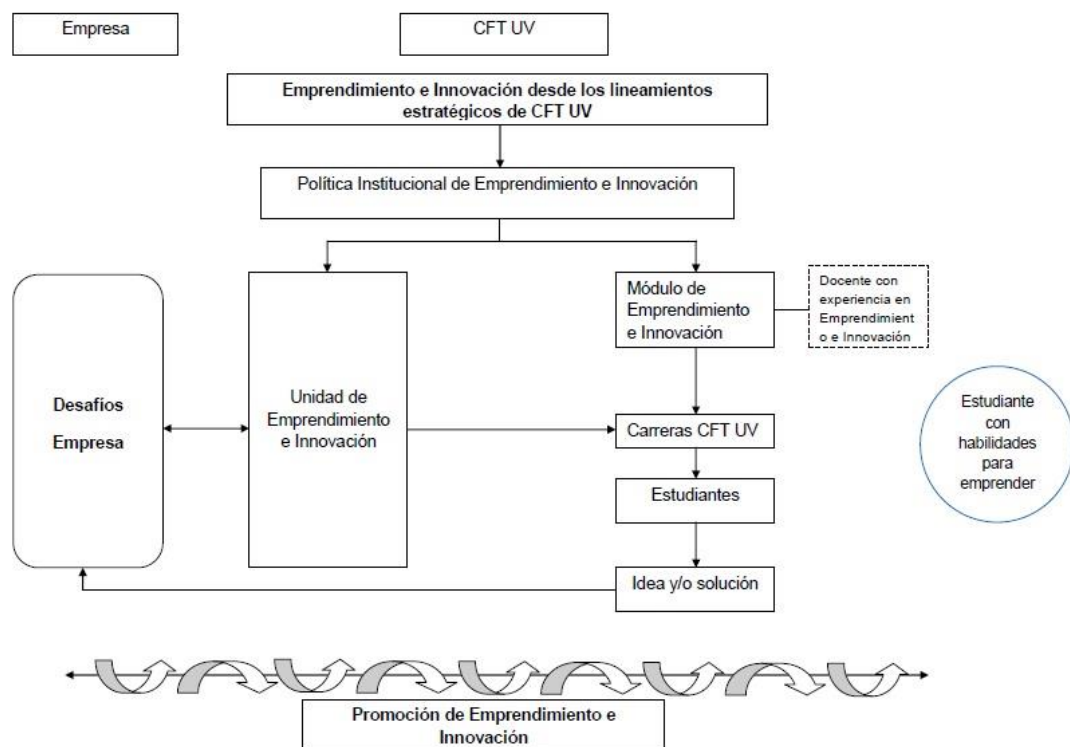 Empresa
CFT UV
Emprendimiento e Innovación desde los lineamientos
estratégicos de CFT UV
Política Institucional de Emprendimiento e Innovación
Desafíos
Empresa
Unidad de
Emprendimiento
e Innovación
Módulo de
Emprendimiento
e Innovación
Docente con
experiencia en
Emprendimient
o e Innovación
Carreras CFT UV
Estudiantes
Idea y/o solución
Estudiante
con
habilidades
para
emprender
Promoción de Emprendimiento e
Innovación